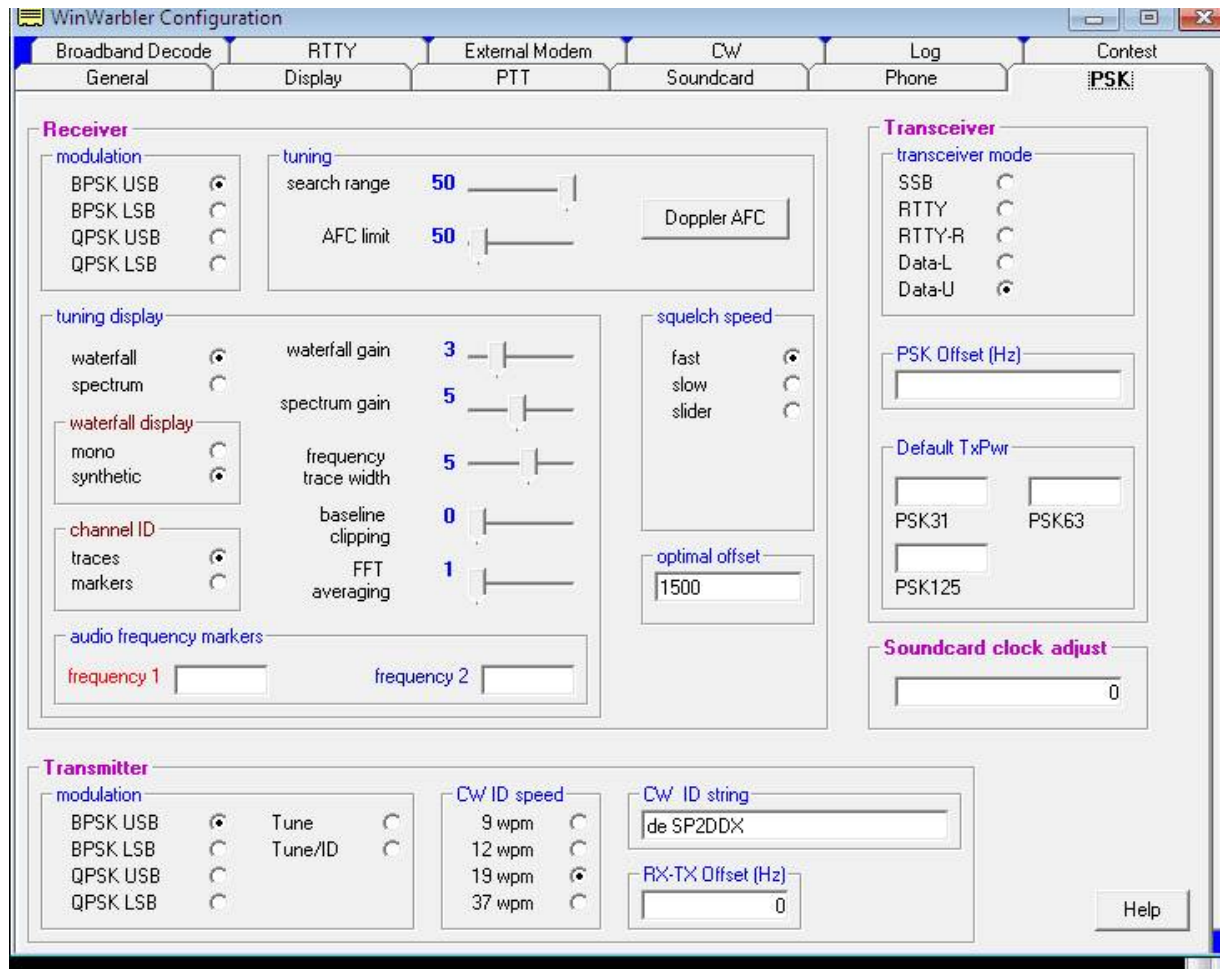 WinWarbler Configuration
Broadband Decode RTTY External Modem CW Log Contest
General Display PTT Soundcard Phone PSK
Receiver
modulation
BPSK USB
BPSK LSB
QPSK USB
QPSK LSB
tuning
search range 50
AFC limit 50
Doppler AFC
tuning display
waterfall
spectrum
waterfall display
mono
synthetic
channel ID
traces
markers
waterfall gain 3
spectrum gain 5
frequency
trace width 5
baseline
clipping 0
FFT
averaging 1
audio frequency markers
frequency 1 frequency 2
squelch speed
fast
slow
slider
optimal offset
1500
Transceiver
transceiver mode
SSB
RTTY
RTTY-R
Data-L
Data-U
PSK Offset (Hz)
Default TxPwr
PSK31 PSK63
PSK125
Soundcard clock adjust
0
Transmitter
modulation
BPSK USB
BPSK LSB
QPSK USB
QPSK LSB
Tune
Tune/ID
CW ID speed
9 wpm
12 wpm
19 wpm
37 wpm
CW ID string
de SP2DDX
RX-TX Offset (Hz)
0
Help